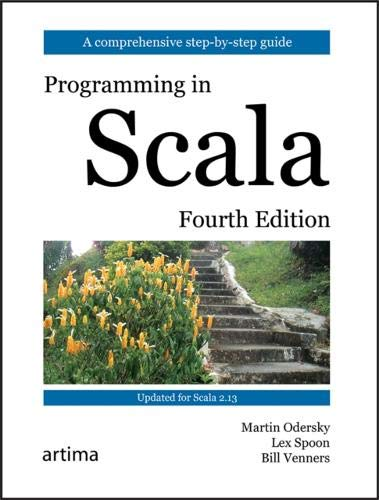 A comprehensive step-by-step guide
Programming in
Scala
Fourth Edition
Updated for Scala 2.13
Martin Odersky
Lex Spoon
Bill Venners
artima